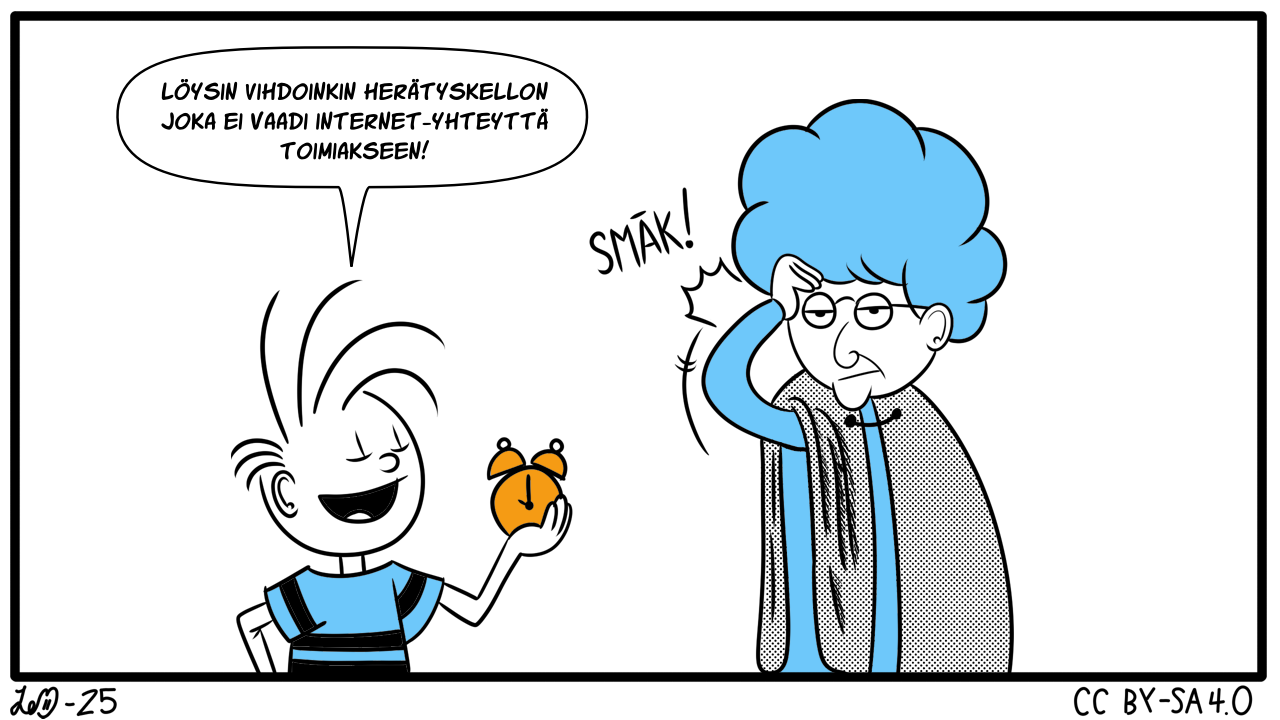 LÖYSIN VIHDOINKIN HERÄTYSKELLON
JOKA EI VAADI INTERNET-YHTEYTTÄ
TOIMIAKSEEN!
SMÄK!
-25
CC BY-SA 4.0